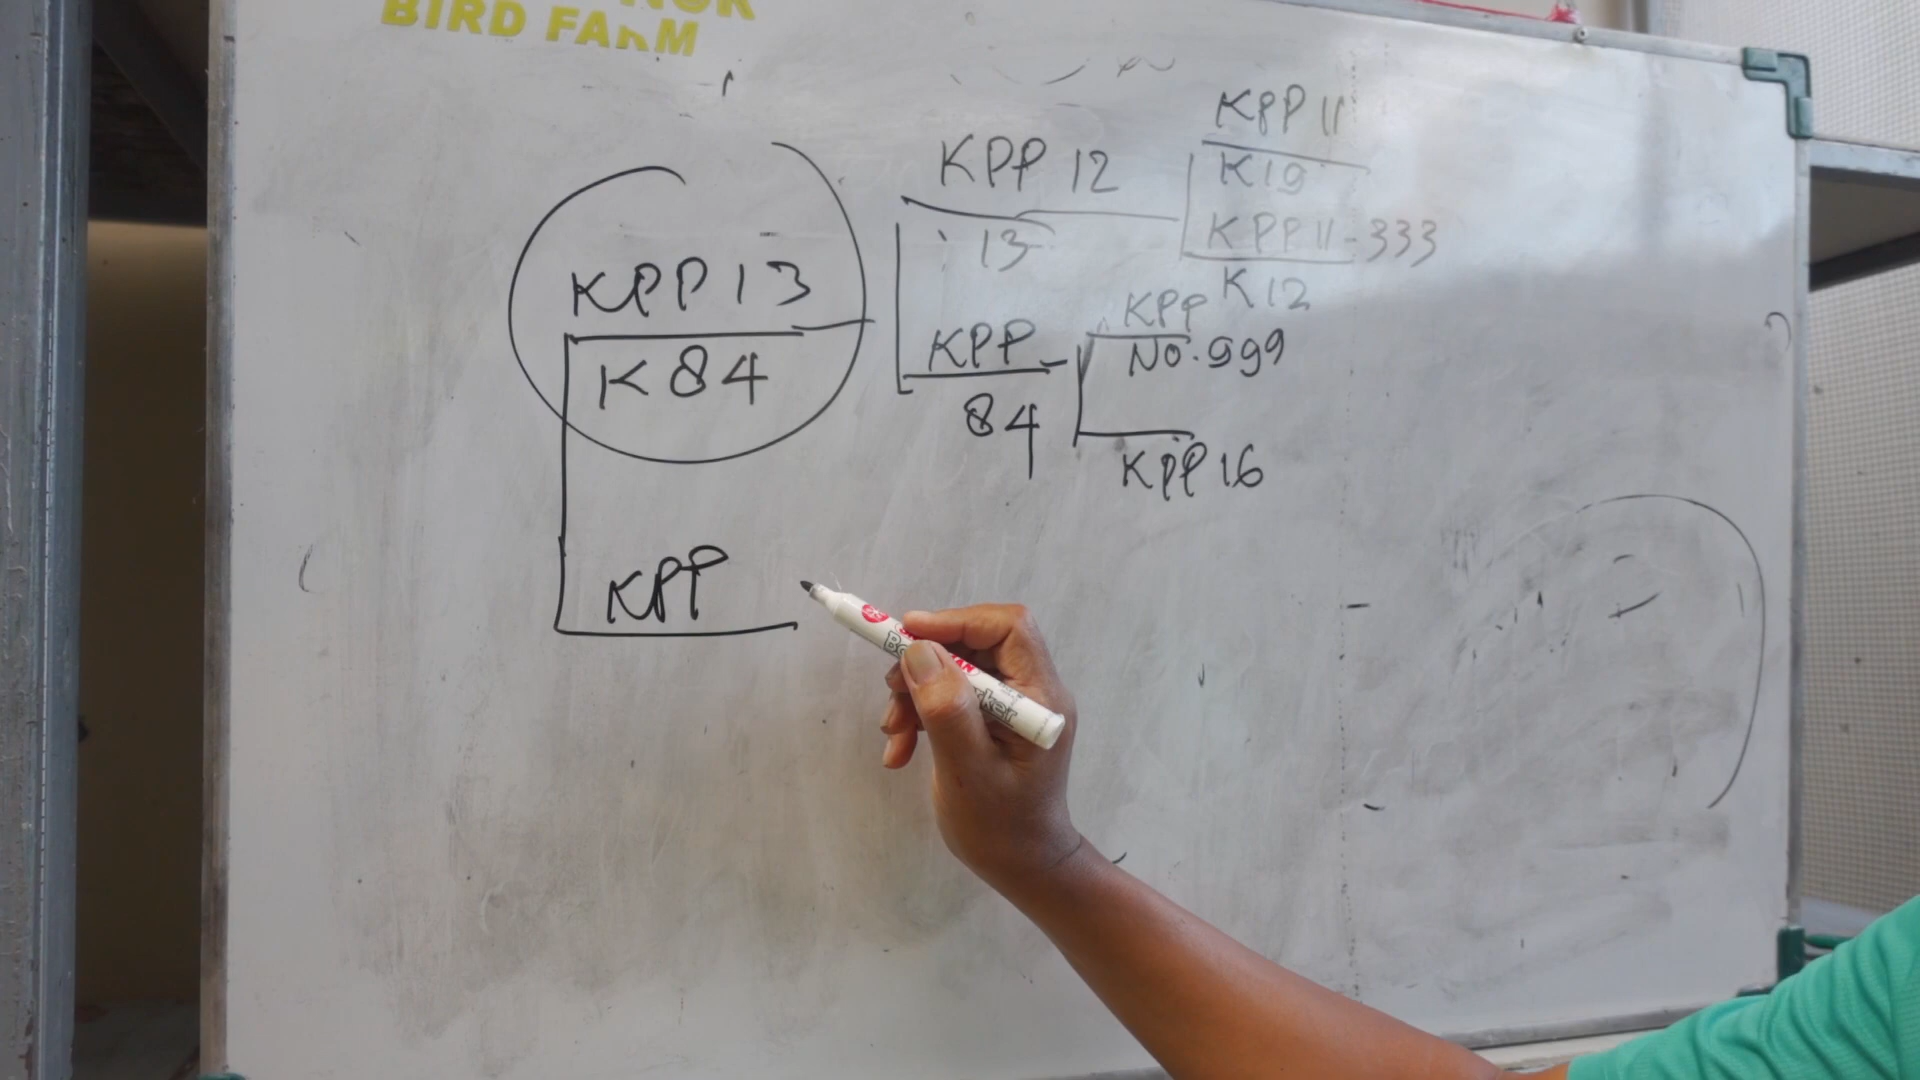 BIRD FARM
KPP 11
K19
KPP 11-333
K12
KPP 12
13
KPP 13
K 84
KPP
84
KPP
NO. 999
KPP 16
KPP